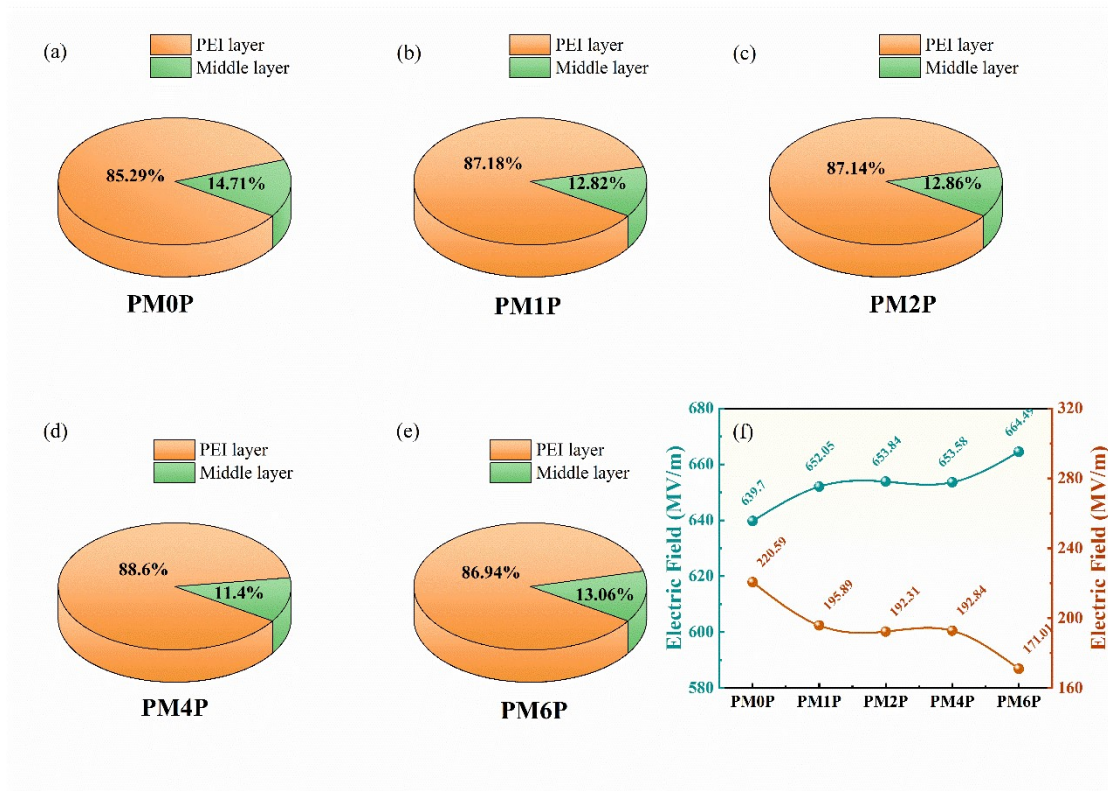 (a)
PEI layer
Middle layer
85.29%
14.71%
PM0P
(b)
PEI layer
Middle layer
87.18%
12.82%
PM1P
(c)
PEI layer
Middle layer
87.14%
12.86%
PM2P
(d)
PEI layer
Middle layer
88.6%
11.4%
PM4P
(e)
PEI layer
Middle layer
86.94%
13.06%
PM6P
(f)
Electric Field (MV/m)
680
660
640
620
600
580
639.7
652.05
653.84
653.58
664.49
220.59
195.89
192.31
192.84
171.01
PM0P PM1P PM2P PM4P PM6P
320
280
240
200
160
Electric Field (MV/m)